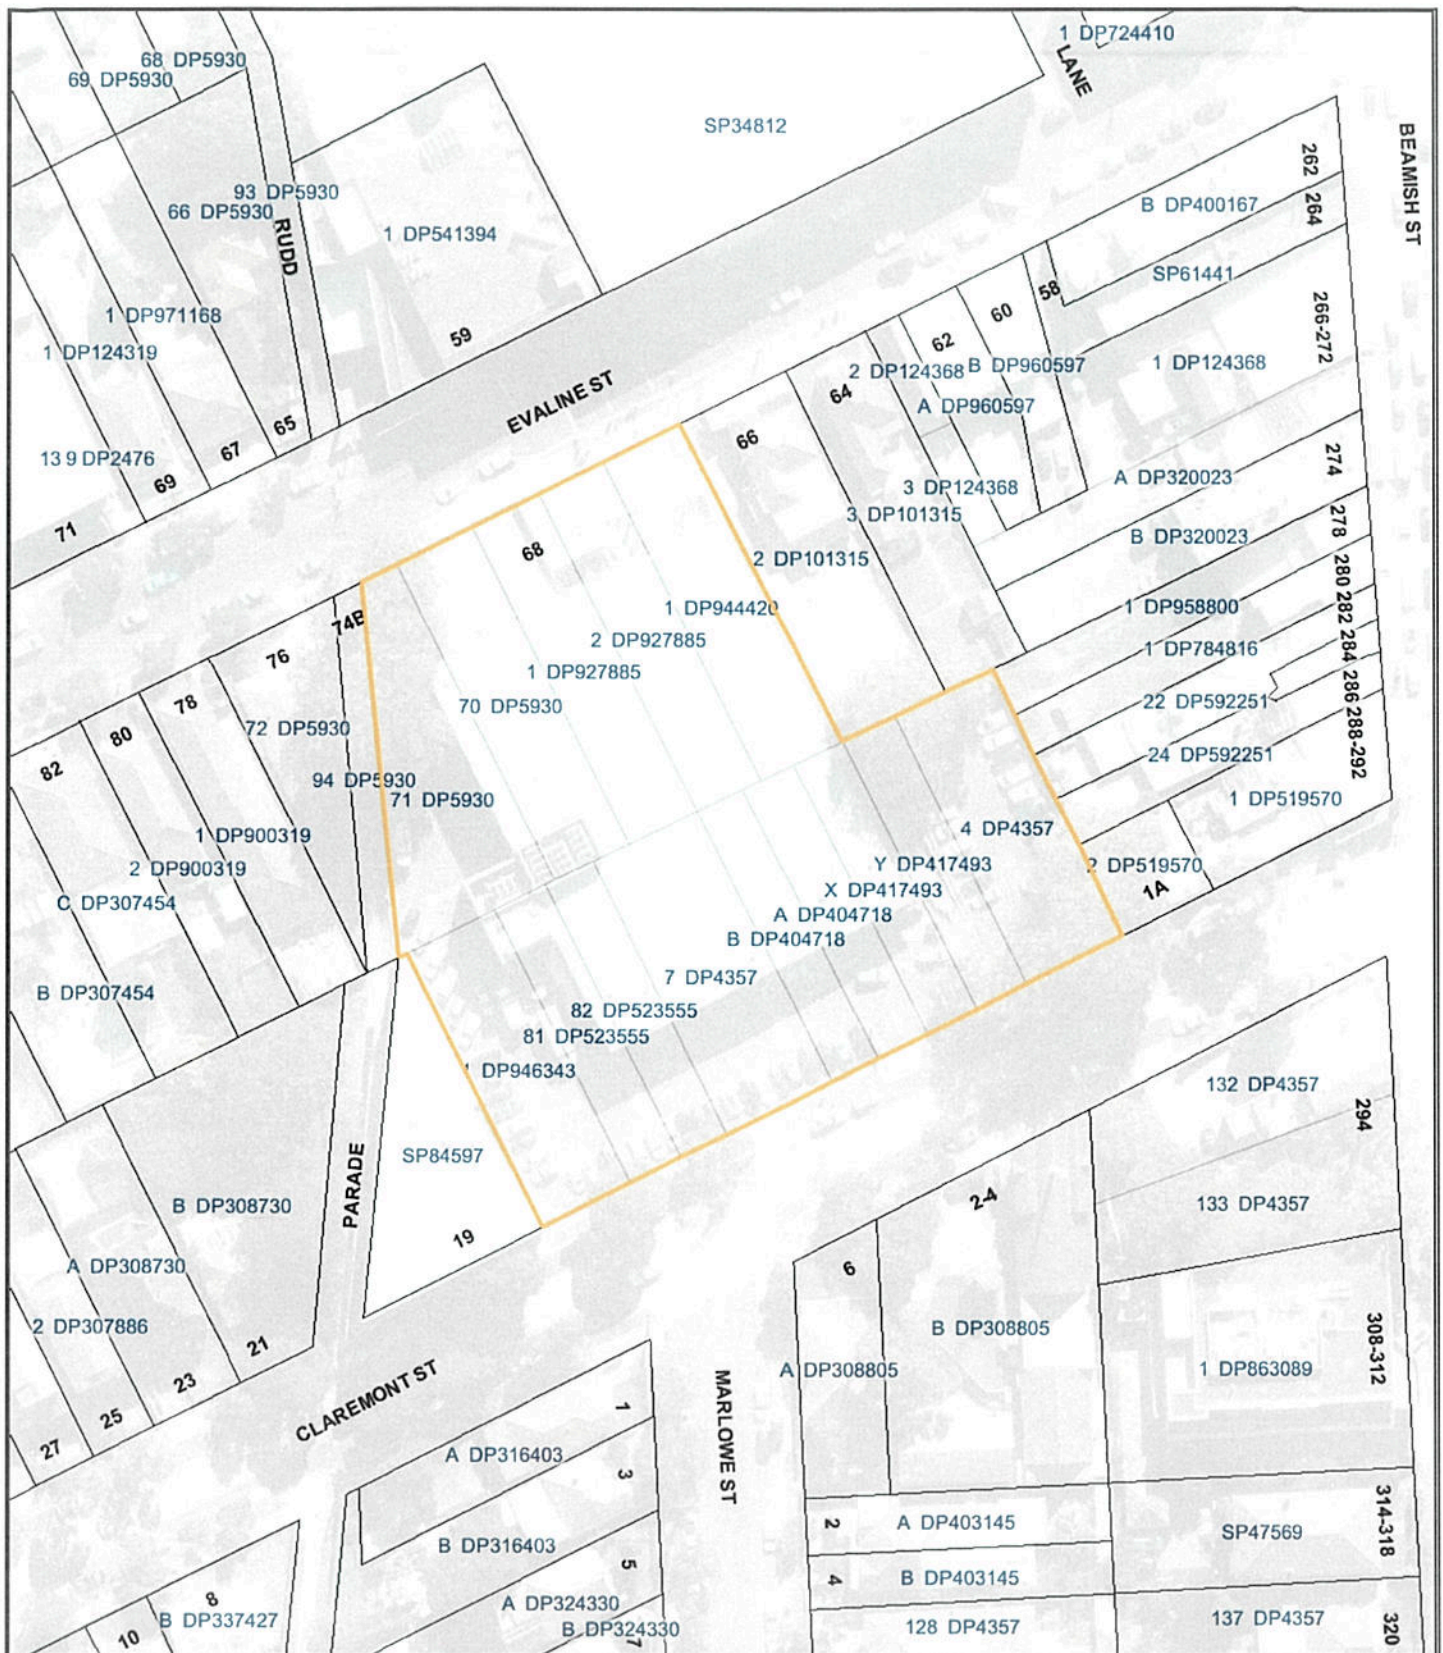 1 DP724410
LANE
68 DP5930
69 DP5930
SP34812
BEAMISH ST
262
93 DP5930
66 DP5930
RUDD
1 DP541394
B DP400167
264
SP61441
58
60
62
266-272
1 DP971168
1 DP124319
59
2 DP124368
B DP960597
1 DP124368
64
A DP960597
EVALINE ST
65
67
66
13 9 DP2476
69
71
274
A DP320023
3 DP124368
3 DP101315
278
B DP320023
68
2 DP101315
280
282
1 DP944420
1 DP958800
74B
2 DP927885
284
1 DP784816
76
1 DP927885
286
78
70 DP5930
22 DP592251
80
72 DP5930
288-292
82
24 DP592251
94 DP5930
71 DP5930
1 DP519570
1 DP900319
4 DP4357
2 DP900319
Y DP417493
2 DP519570
1A
C DP307454
X DP417493
A DP404718
B DP404718
B DP307454
7 DP4357
82 DP523555
81 DP523555
1 DP946343
132 DP4357
294
SP84597
PARADE
B DP308730
2-4
133 DP4357
19
A DP308730
6
2 DP307886
21
B DP308805
308-312
A DP308805
1 DP863089
23
25
27
CLAREMONT ST
1
MARLOWE ST
A DP316403
3
314-318
2
A DP403145
SP47569
B DP316403
5
4
B DP403145
8
A DP324330
B DP337427
B DP324330
7
128 DP4357
137 DP4357
320
10